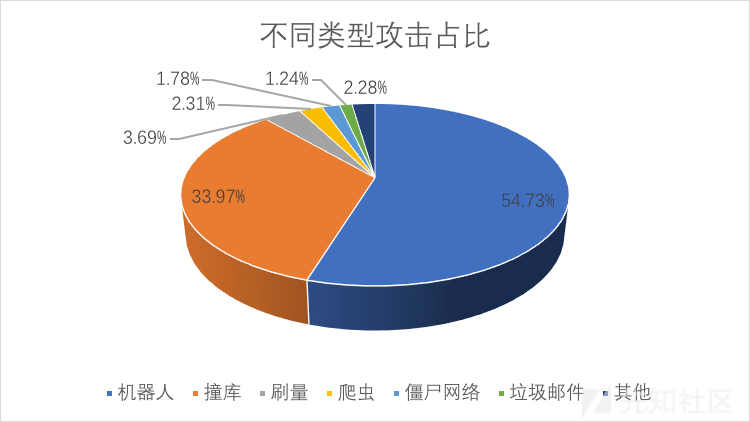 不同类型攻击占比
1.78%
1.24%
2.28%
2.31%
3.69%
33.97%
54.73%
机器人 撞库 刷量 爬虫 僵尸网络 垃圾邮件 其他
先知社区